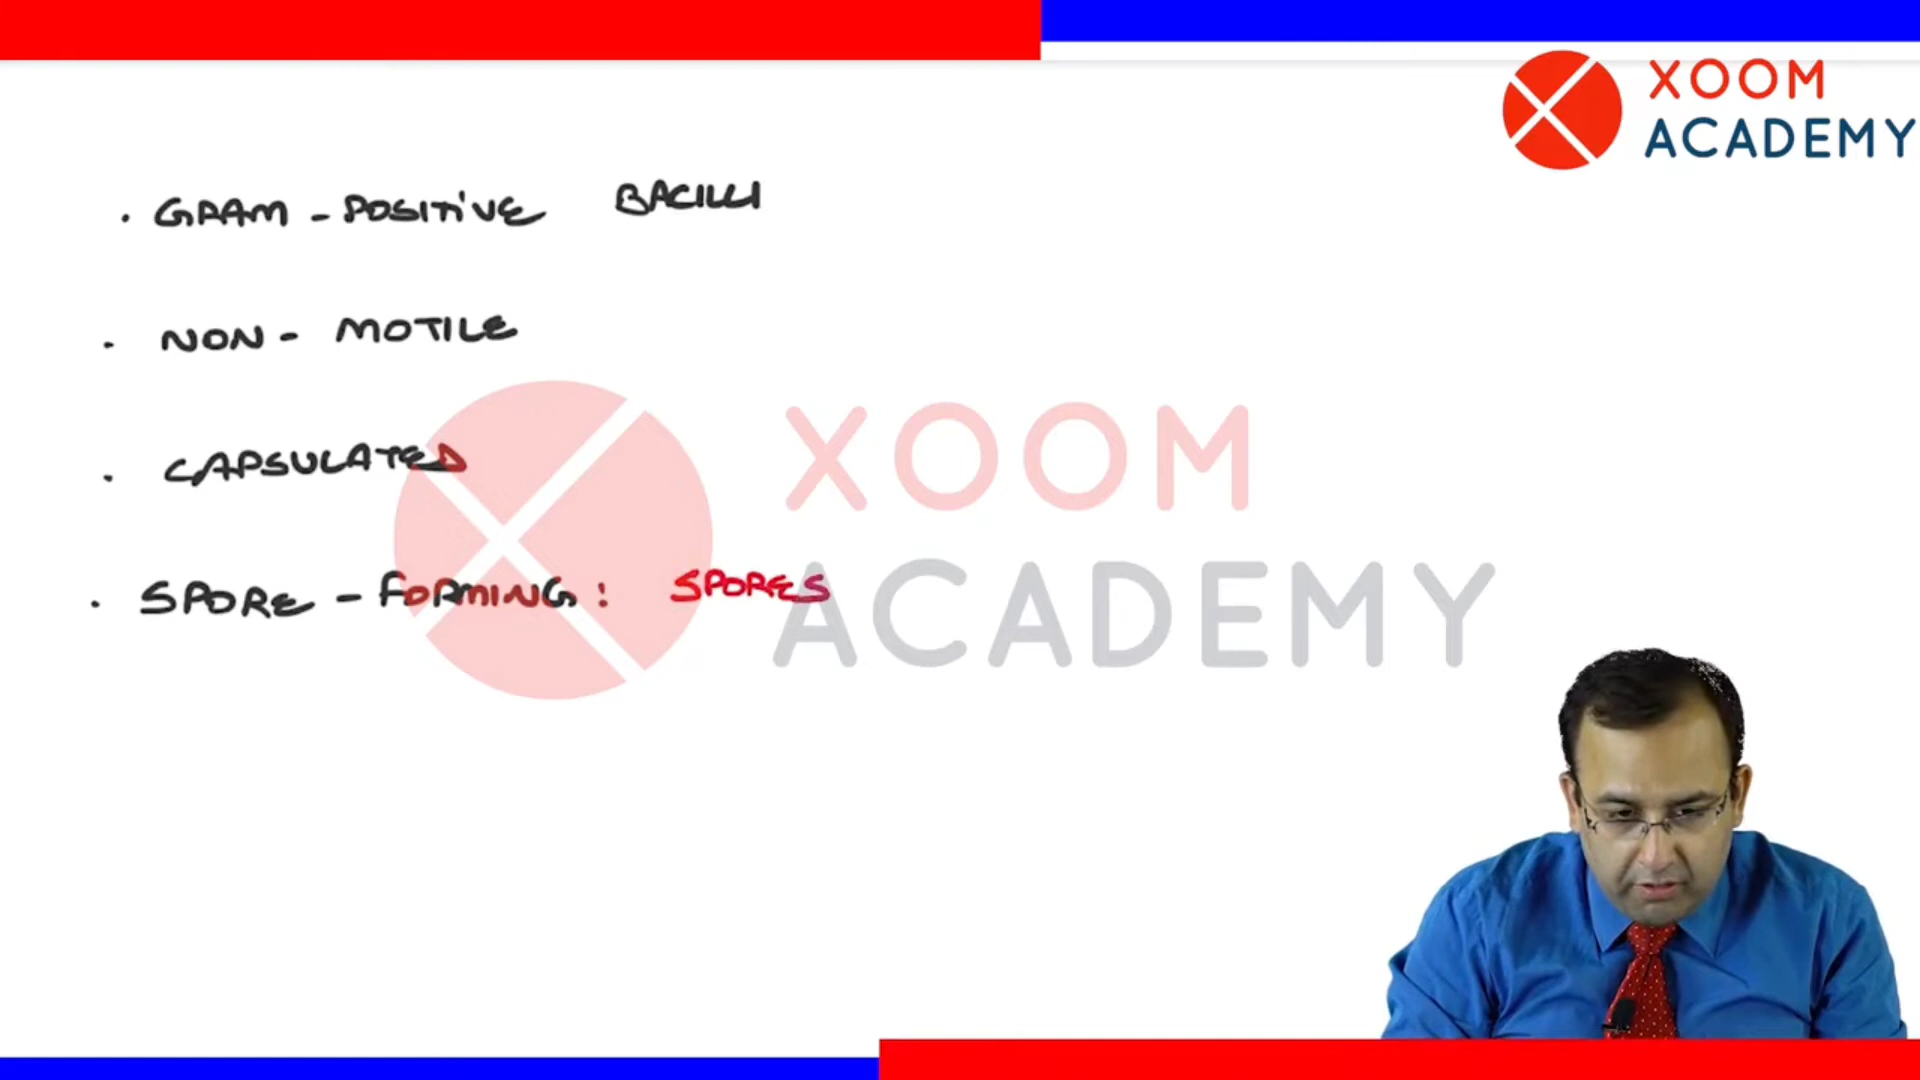 XOOM
ACADEMY
. GRAM - POSITIVE BACILLI
. NON - MOTILE
. CAPSULATED
. SPORE - FORMING : SPORES
XOOM
ACADEMY